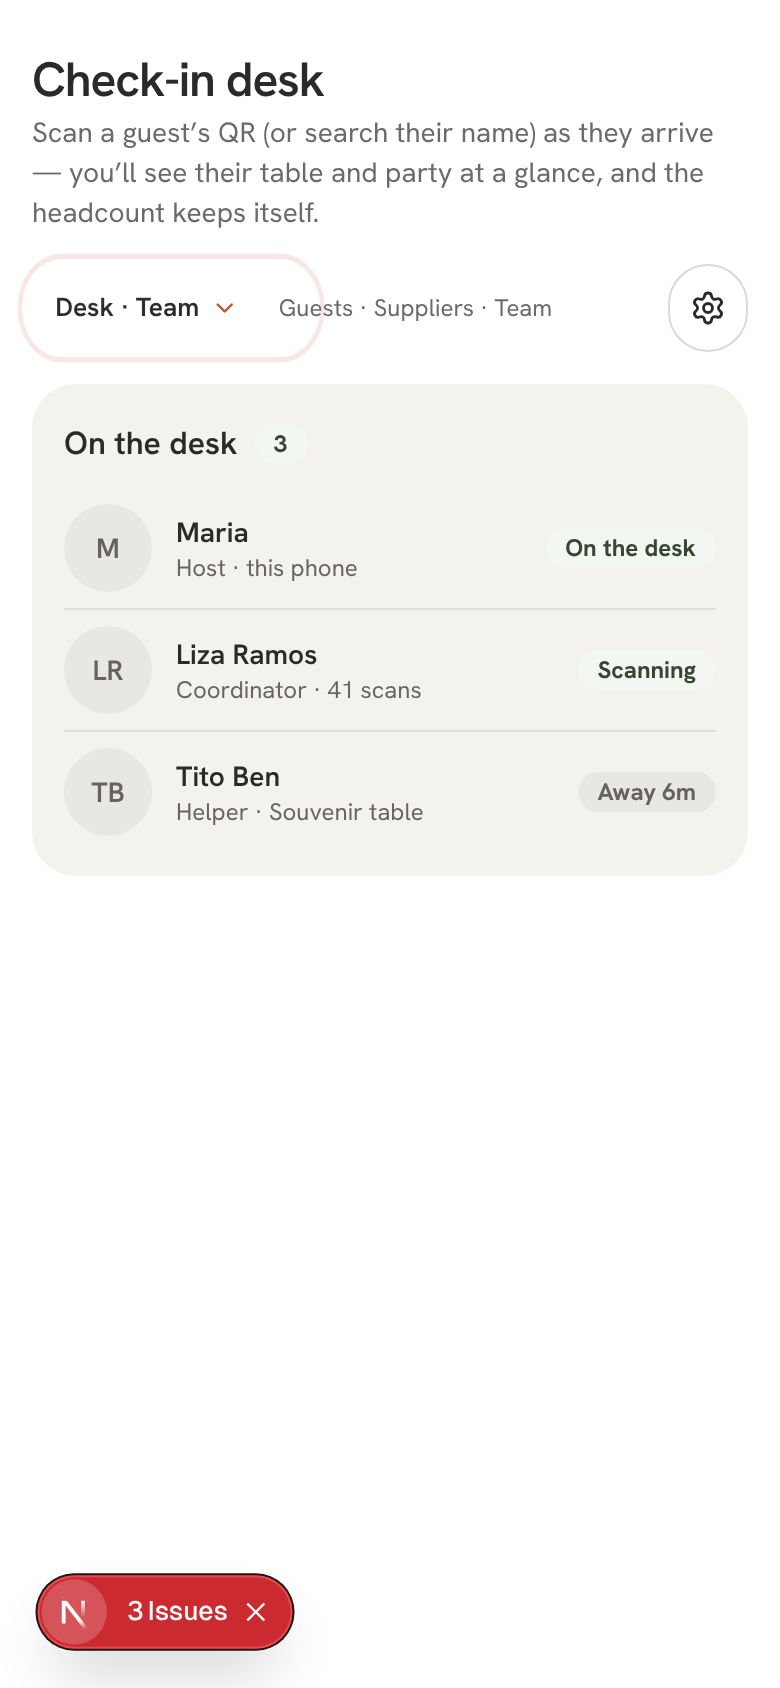 Check-in desk
Scan a guest’s QR (or search their name) as they arrive
— you’ll see their table and party at a glance, and the
headcount keeps itself.
Desk · Team
Guests · Suppliers · Team
On the desk 3
M
Maria
Host · this phone
On the desk
LR
Liza Ramos
Coordinator · 41 scans
Scanning
TB
Tito Ben
Helper · Souvenir table
Away 6m
N
3 Issues